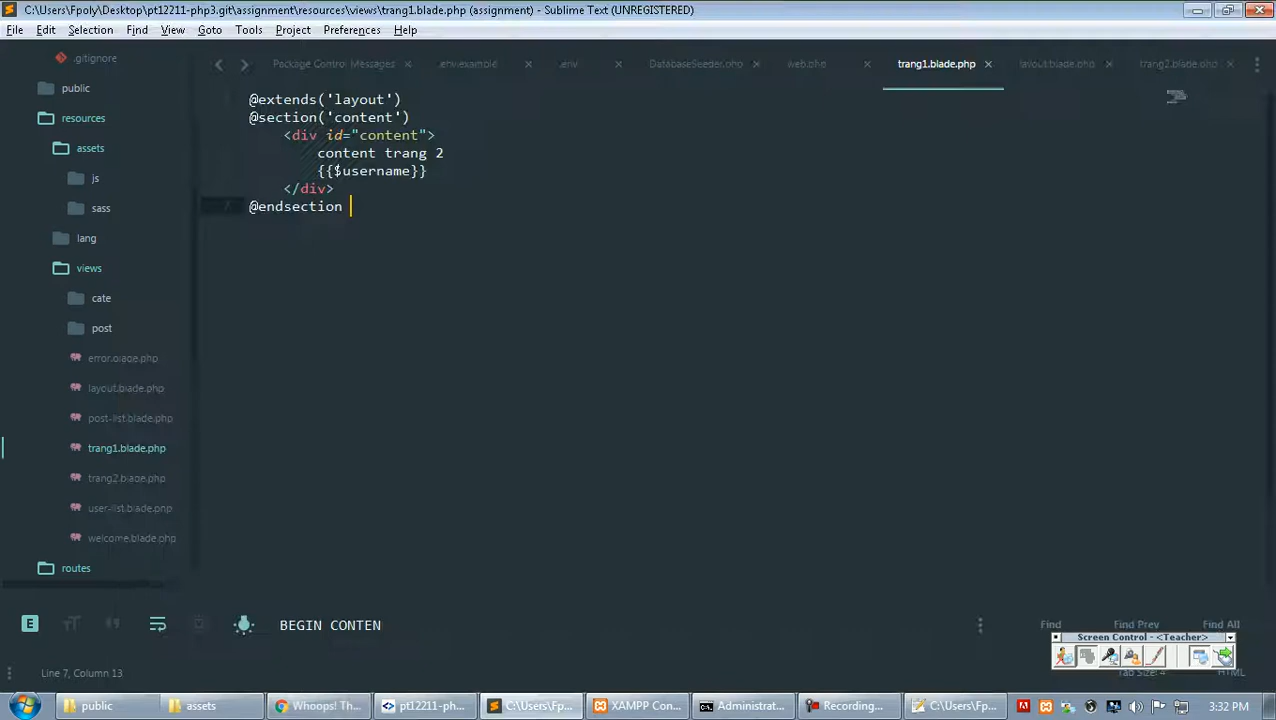 C:\Users\Fpoly\Desktop\pt12211-php3.git\assignment\resources\views\trang1.blade.php (assignment) - Sublime Text (UNREGISTERED)
File Edit Selection Find View Goto Tools Project Preferences Help
.gitignore
public
resources
assets
js
sass
lang
views
cate
post
error.blade.php
layout.blade.php
post-list.blade.php
trang1.blade.php
trang2.blade.php
user-list.blade.php
welcome.blade.php
routes
Package Control Messages .env.example .env DatabaseSeeder.php web.php trang1.blade.php layout.blade.php trang2.blade.php
@extends('layout')
@section('content')
<div id="content">
content trang 2
{{$username}}
</div>
7 @endsection
BEGIN CONTEN
Find Find Prev Find All
Screen Control - <Teacher>
Line 7, Column 13
Tab Size: 4 HTML
public assets Whoops! Th... pt12211-ph... C:\Users\Fp... XAMPP Con... Administrat... Recording... C:\Users\Fp... 3:32 PM